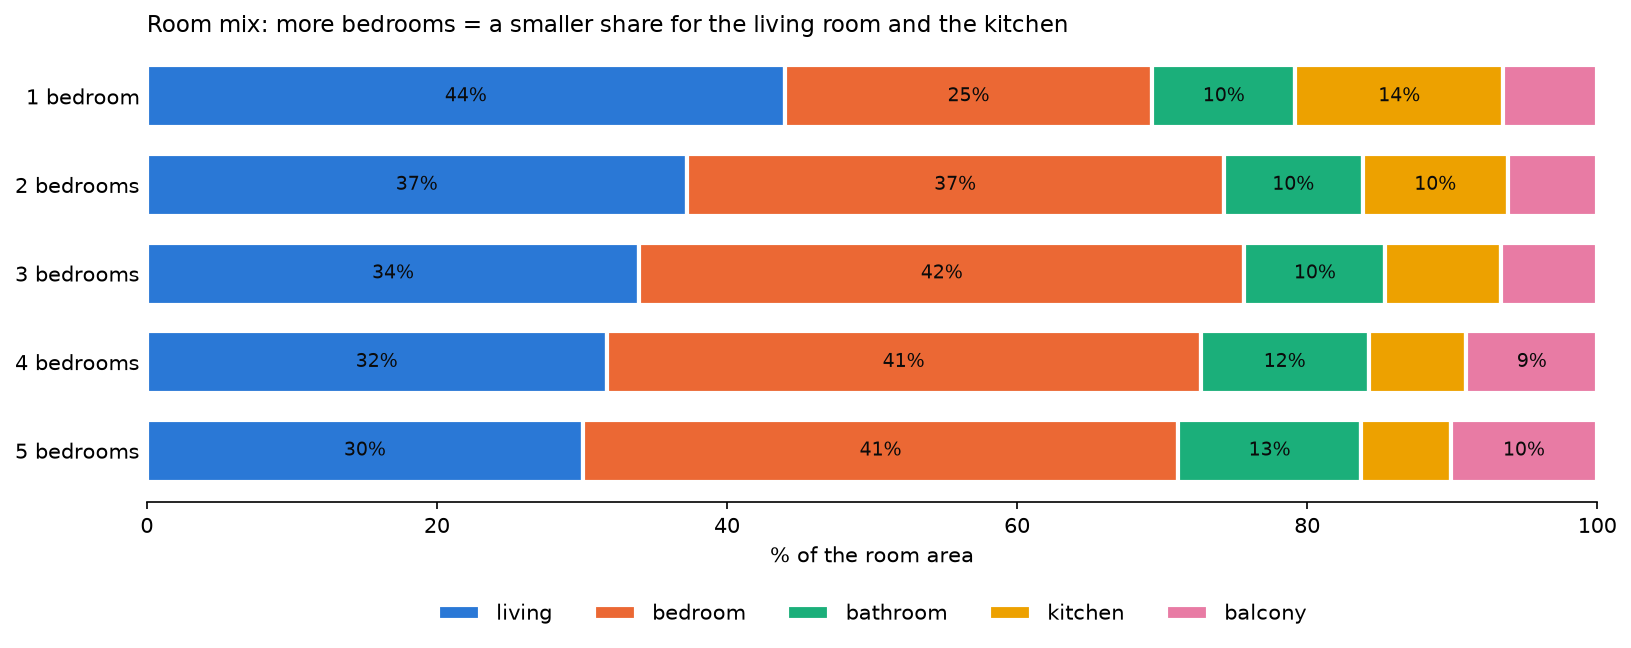 Room mix: more bedrooms = a smaller share for the living room and the kitchen
1 bedroom 44% 25% 10% 14%
2 bedrooms 37% 37% 10% 10%
3 bedrooms 34% 42% 10%
4 bedrooms 32% 41% 12% 9%
5 bedrooms 30% 41% 13% 10%
0 20 40 60 80 100
% of the room area
living bedroom bathroom kitchen balcony